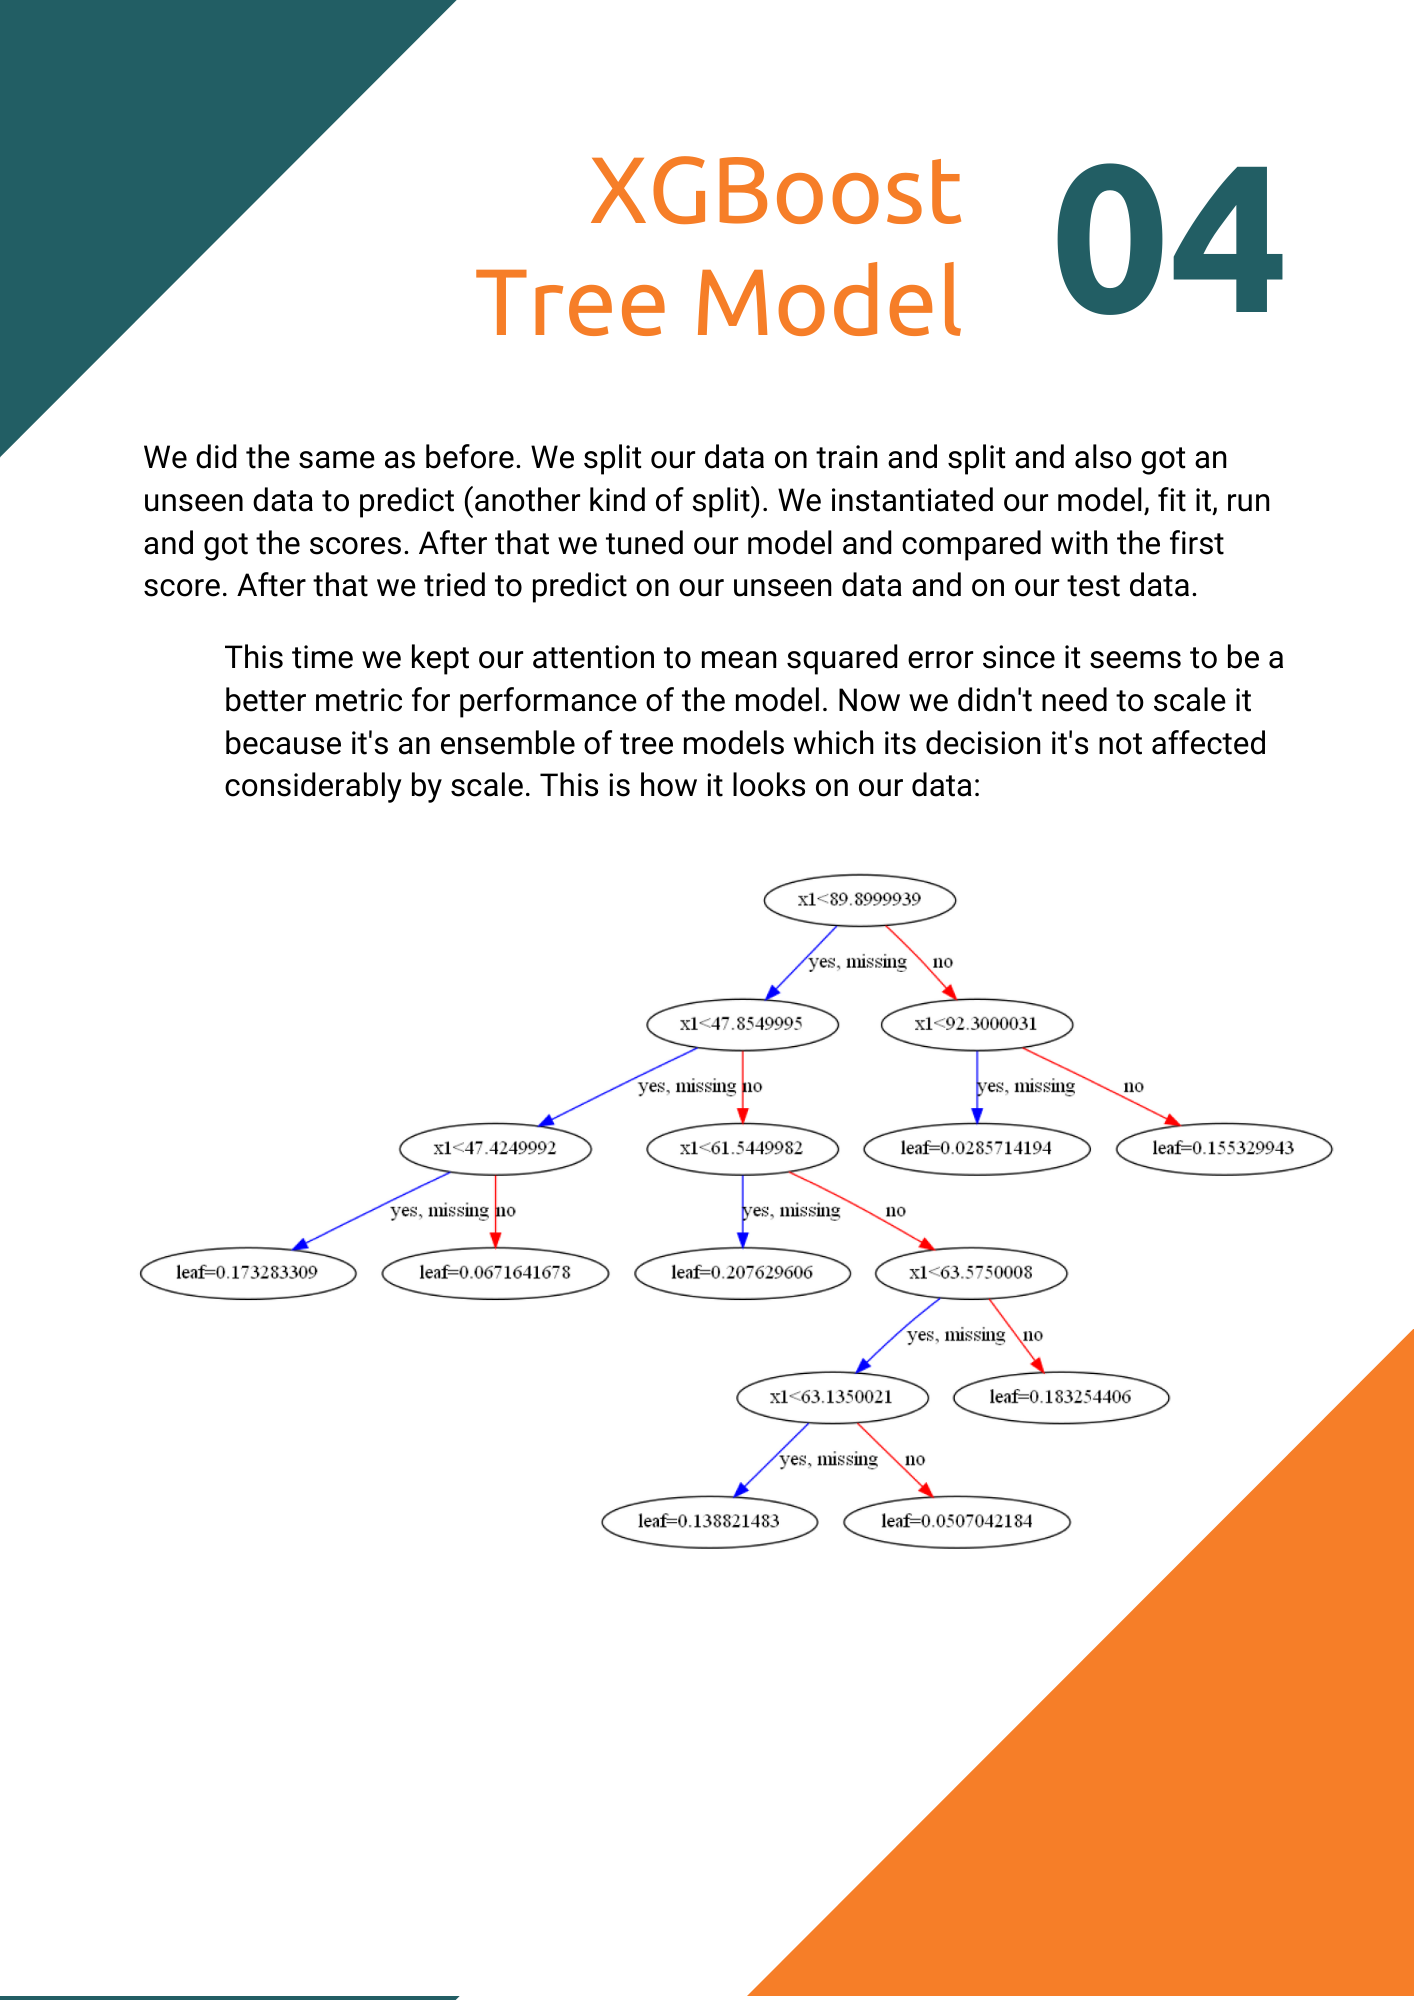 XGBoost
Tree Model
04
We did the same as before. We split our data on train and split and also got an
unseen data to predict (another kind of split). We instantiated our model, fit it, run
and got the scores. After that we tuned our model and compared with the first
score. After that we tried to predict on our unseen data and on our test data.
This time we kept our attention to mean squared error since it seems to be a
better metric for performance of the model. Now we didn't need to scale it
because it's an ensemble of tree models which its decision it's not affected
considerably by scale. This is how it looks on our data:
x1<89.8999939
yes, missing no
x1<47.8549995 x1<92.3000031
yes, missing no yes, missing no
x1<47.4249992 x1<61.5449982 leaf=0.0285714194 leaf=0.155329943
yes, missing no yes, missing no
leaf=0.173283309 leaf=0.0671641678 leaf=0.207629606 x1<63.5750008
yes, missing no
x1<63.1350021 leaf=0.183254406
yes, missing no
leaf=0.138821483 leaf=0.0507042184